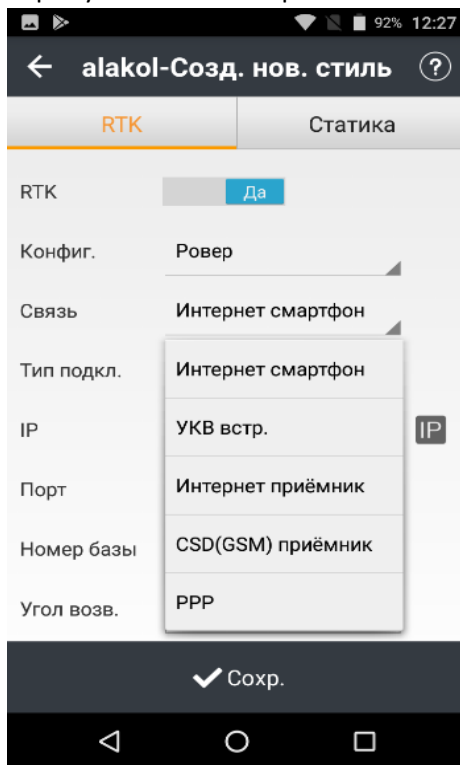 92% 12:27
alakol-Созд. нов. стиль ?
RTK Статика
RTK Да
Конфиг. Ровер
Связь Интернет смартфон
Тип подкл. Интернет смартфон
IP УКВ встр. IP
Порт Интернет приёмник
Номер базы CSD(GSM) приёмник
Угол возв. PPP
Сохр.